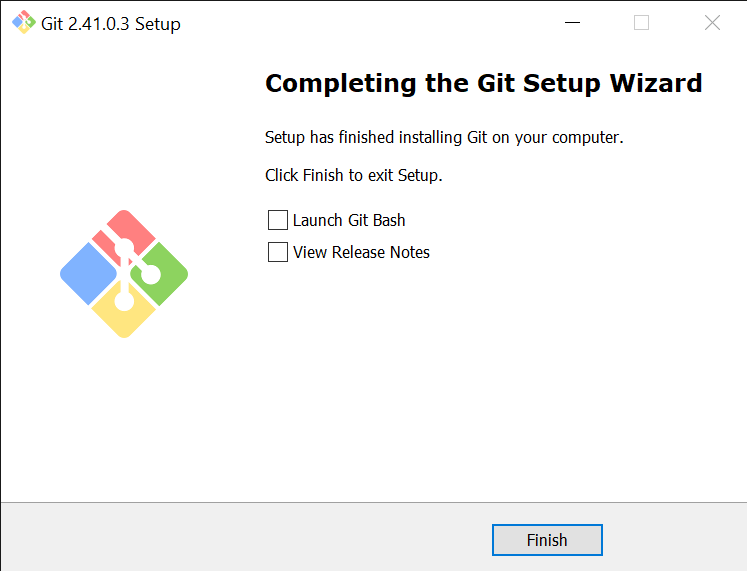 Git 2.41.0.3 Setup
Completing the Git Setup Wizard
Setup has finished installing Git on your computer.
Click Finish to exit Setup.
Launch Git Bash
View Release Notes
Finish